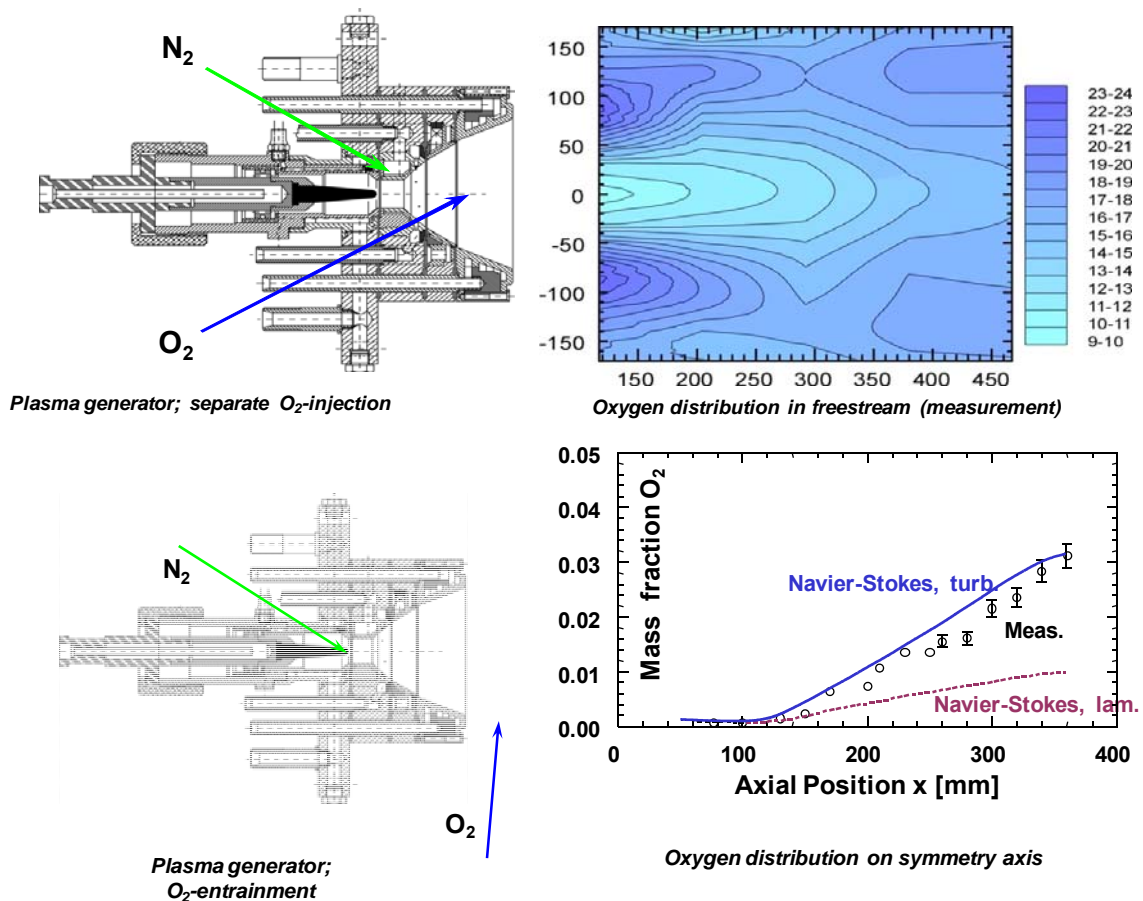 N2
O2
Plasma generator; separate O2-injection
150
100
50
0
-50
-100
-150
150 200 250 300 350 400 450
23-24
22-23
21-22
20-21
19-20
18-19
17-18
16-17
15-16
14-15
13-14
12-13
11-12
10-11
9-10
Oxygen distribution in freestream (measurement)
N2
O2
Plasma generator;
O2-entrainment
0.05
0.04
0.03
0.02
0.01
0.00
Mass fraction O2
Navier-Stokes, turb.
Meas.
Navier-Stokes, lam.
0 100 200 300 400
Axial Position x [mm]
Oxygen distribution on symmetry axis